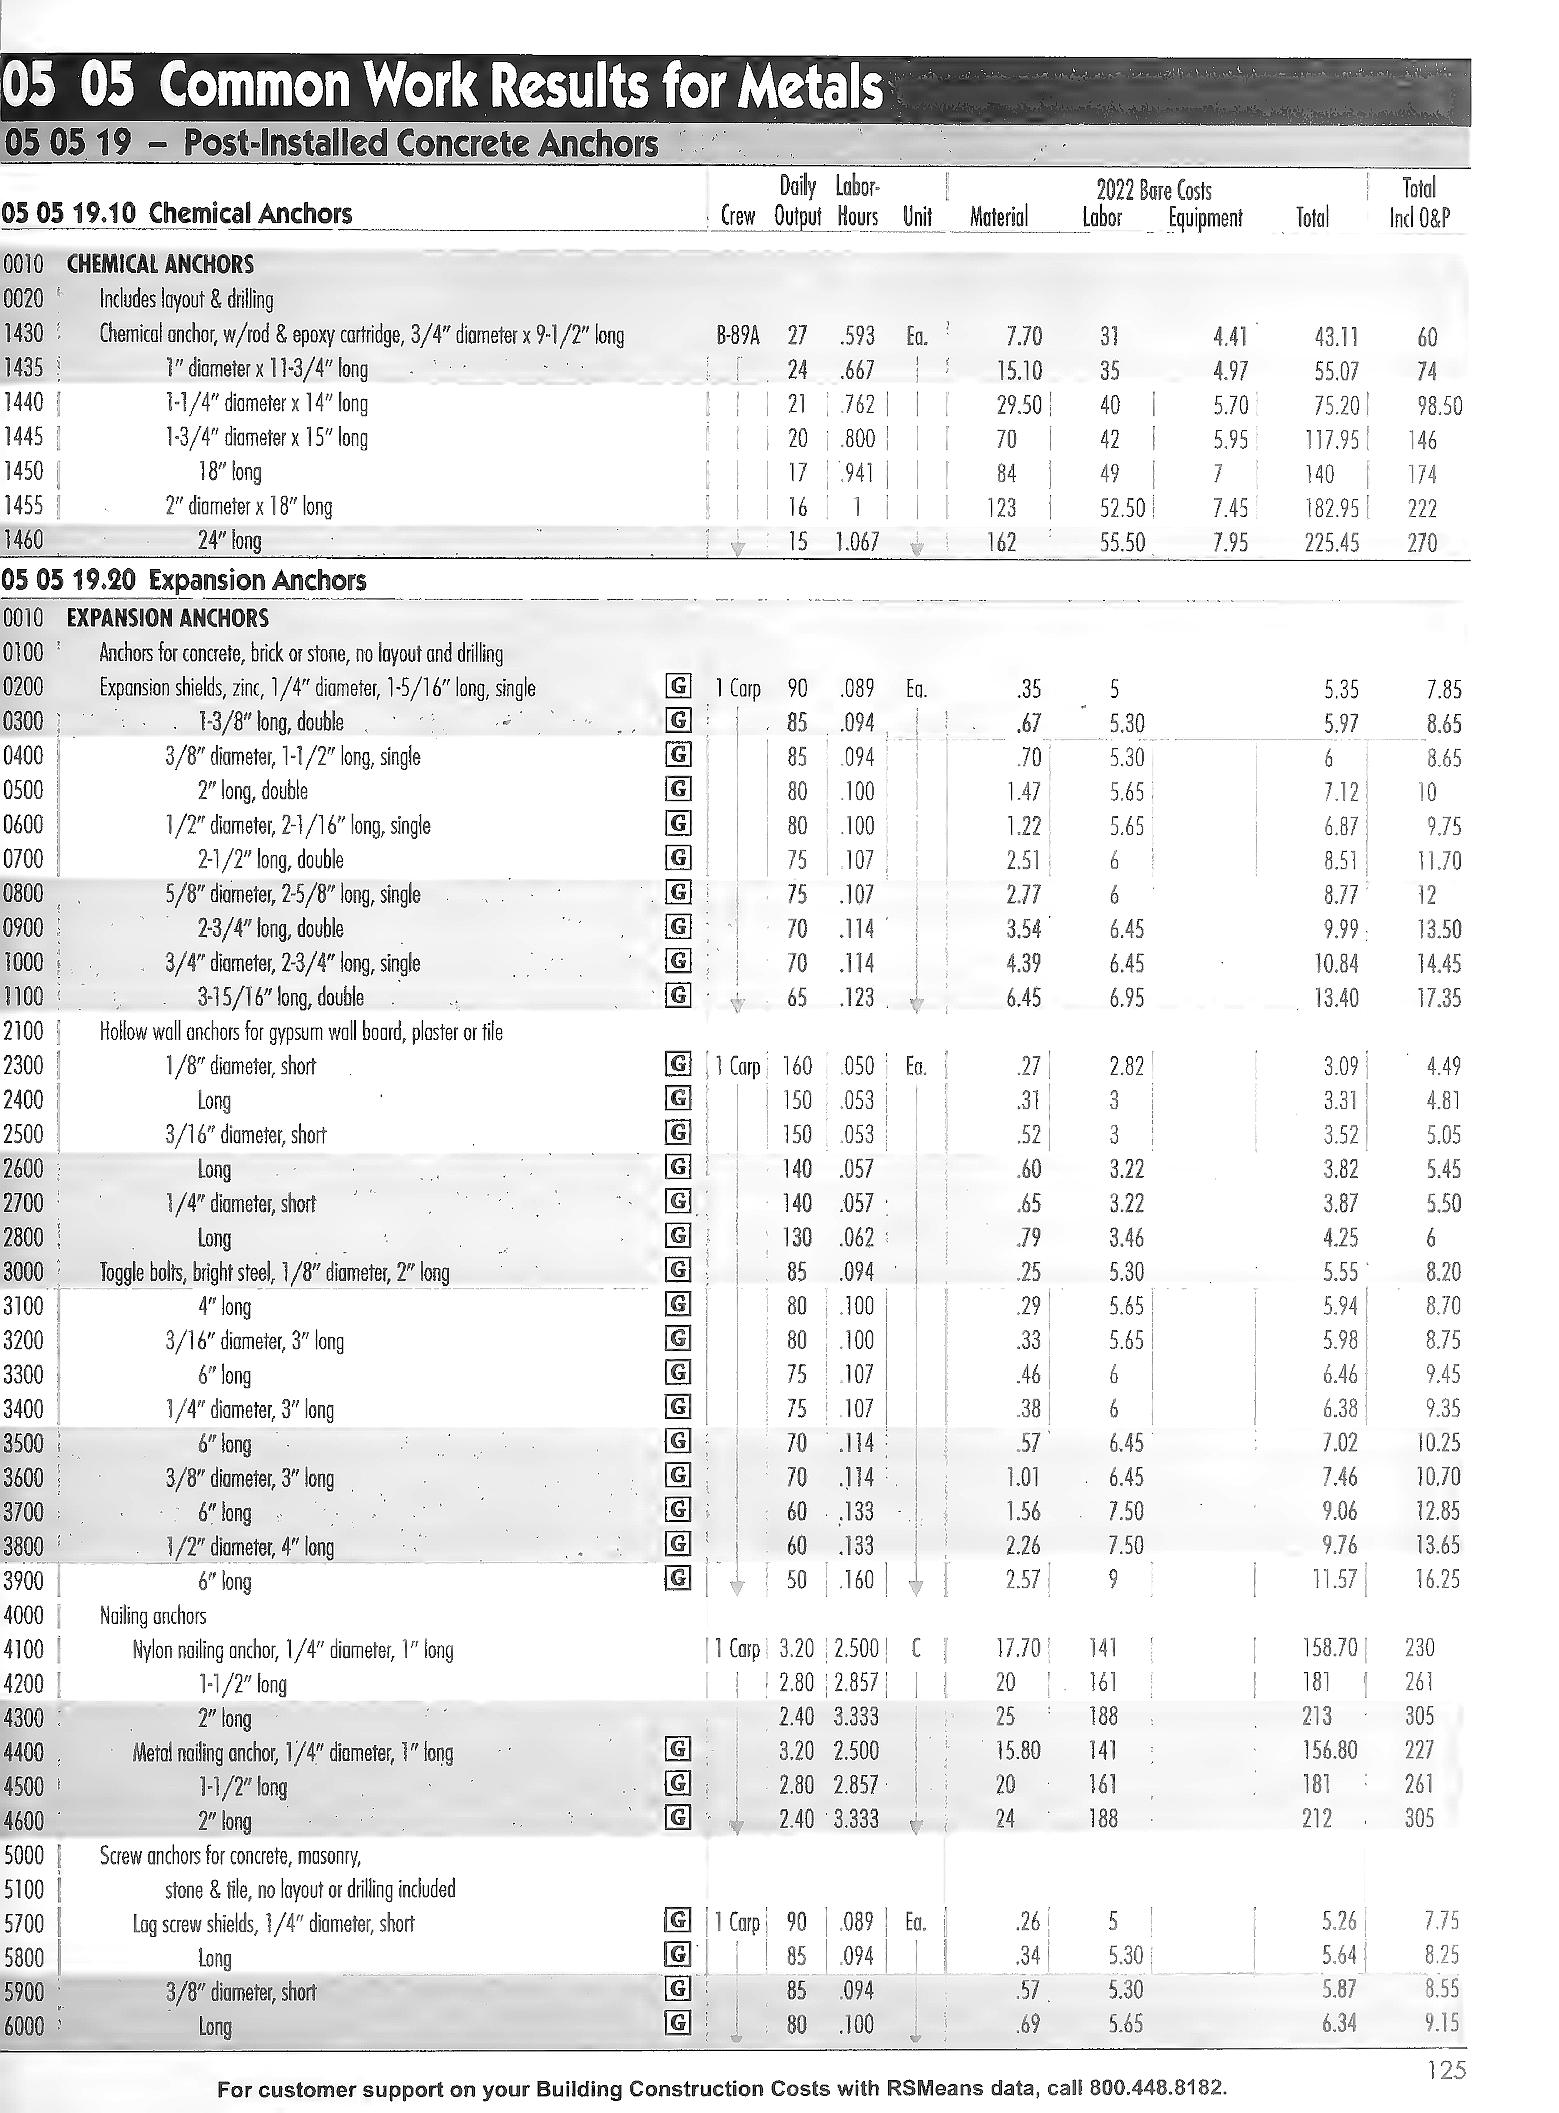 05 05 Common Work Results for Metals
05 05 19 – Post-Installed Concrete Anchors
Daily Labor- 2022 Bare Costs Total
05 05 19.10 Chemical Anchors Crew Output Hours Unit Material Labor Equipment Total Incl O&P
0010 CHEMICAL ANCHORS
0020 Includes layout & drilling
1430 Chemical anchor, w/rod & epoxy cartridge, 3/4" diameter x 9-1/2" long B-89A 27 .593 Ea. 7.70 31 4.41 43.11 60
1435 1" diameter x 11-3/4" long 24 .667 15.10 35 4.97 55.07 74
1440 1-1/4" diameter x 14" long 21 .762 29.50 40 5.70 75.20 98.50
1445 1-3/4" diameter x 15" long 20 .800 70 42 5.95 117.95 146
1450 18" long 17 .941 84 49 7 140 174
1455 2" diameter x 18" long 16 1 123 52.50 7.45 182.95 222
1460 24" long 15 1.067 162 55.50 7.95 225.45 270
05 05 19.20 Expansion Anchors
0010 EXPANSION ANCHORS
0100 Anchors for concrete, brick or stone, no layout and drilling
0200 Expansion shields, zinc, 1/4" diameter, 1-5/16" long, single G 1 Carp 90 .089 Ea. .35 5 5.35 7.85
0300 1-3/8" long, double G 85 .094 .67 5.30 5.97 8.65
0400 3/8" diameter, 1-1/2" long, single G 85 .094 .70 5.30 6 8.65
0500 2" long, double G 80 .100 1.47 5.65 7.12 10
0600 1/2" diameter, 2-1/16" long, single G 80 .100 1.22 5.65 6.87 9.75
0700 2-1/2" long, double G 75 .107 2.51 6 8.51 11.70
0800 5/8" diameter, 2-5/8" long, single G 75 .107 2.77 6 8.77 12
0900 2-3/4" long, double G 70 .114 3.54 6.45 9.99 13.50
1000 3/4" diameter, 2-3/4" long, single G 70 .114 4.39 6.45 10.84 14.45
1100 3-15/16" long, double G 65 .123 6.45 6.95 13.40 17.35
2100 Hollow wall anchors for gypsum wall board, plaster or tile
2300 1/8" diameter, short G 1 Carp 160 .050 Ea. .27 2.82 3.09 4.49
2400 Long G 150 .053 .31 3 3.31 4.81
2500 3/16" diameter, short G 150 .053 .52 3 3.52 5.05
2600 Long G 140 .057 .60 3.22 3.82 5.45
2700 1/4" diameter, short G 140 .057 .65 3.22 3.87 5.50
2800 Long G 130 .062 .79 3.46 4.25 6
3000 Toggle bolts, bright steel, 1/8" diameter, 2" long G 85 .094 .25 5.30 5.55 8.20
3100 4" long G 80 .100 .29 5.65 5.94 8.70
3200 3/16" diameter, 3" long G 80 .100 .33 5.65 5.98 8.75
3300 6" long G 75 .107 .46 6 6.46 9.45
3400 1/4" diameter, 3" long G 75 .107 .38 6 6.38 9.35
3500 6" long G 70 .114 .57 6.45 7.02 10.25
3600 3/8" diameter, 3" long G 70 .114 1.01 6.45 7.46 10.70
3700 6" long G 60 .133 1.56 7.50 9.06 12.85
3800 1/2" diameter, 4" long G 60 .133 2.26 7.50 9.76 13.65
3900 6" long G 50 .160 2.57 9 11.57 16.25
4000 Nailing anchors
4100 Nylon nailing anchor, 1/4" diameter, 1" long 1 Carp 3.20 2.500 C 17.70 141 158.70 230
4200 1-1/2" long 2.80 2.857 20 161 181 261
4300 2" long 2.40 3.333 25 188 213 305
4400 Metal nailing anchor, 1/4" diameter, 1" long G 3.20 2.500 15.80 141 156.80 227
4500 1-1/2" long G 2.80 2.857 20 161 181 261
4600 2" long G 2.40 3.333 24 188 212 305
5000 Screw anchors for concrete, masonry,
5100 stone & tile, no layout or drilling included
5700 Lag screw shields, 1/4" diameter, short G 1 Carp 90 .089 Ea. .26 5 5.26 7.75
5800 Long G 85 .094 .34 5.30 5.64 8.25
5900 3/8" diameter, short G 85 .094 .57 5.30 5.87 8.55
6000 Long G 80 .100 .69 5.65 6.34 9.15
125
For customer support on your Building Construction Costs with RSMeans data, call 800.448.8182.